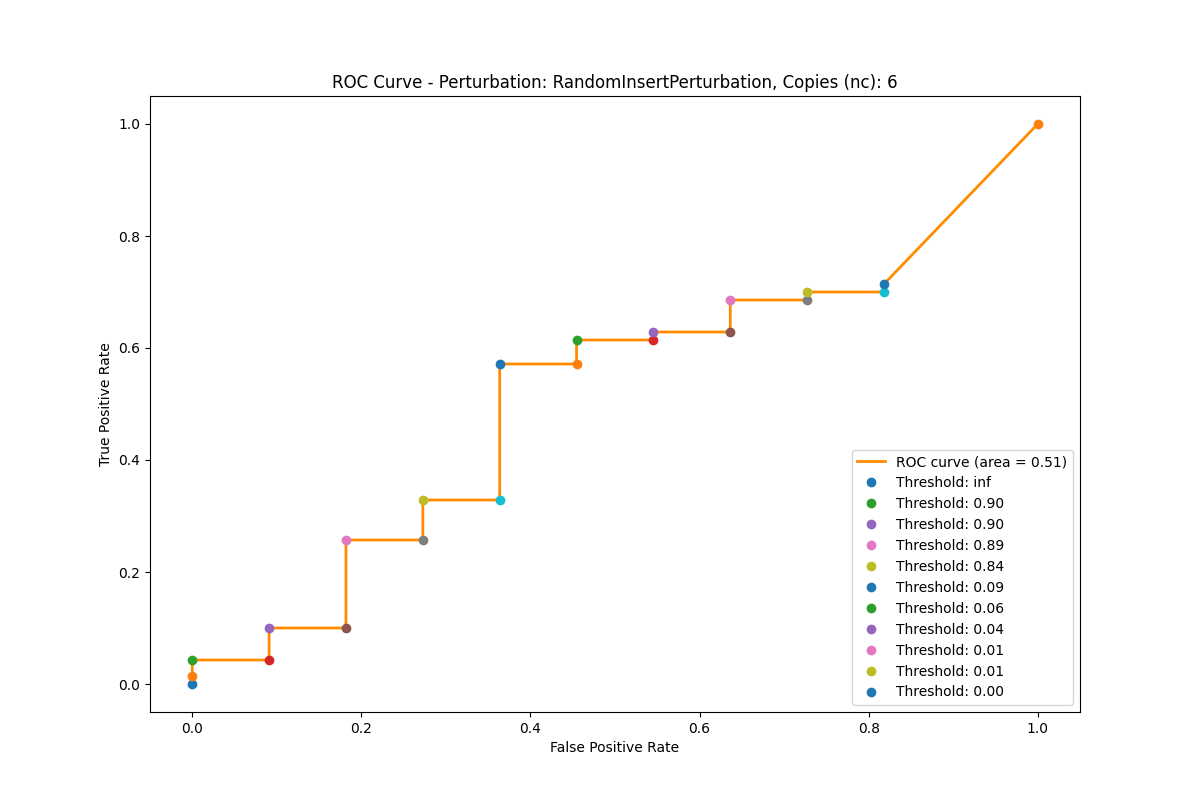 ROC Curve - Perturbation: RandomInsertPerturbation, Copies (nc): 6
1.0
0.8
0.6
0.4
0.2
0.0
True Positive Rate
0.0 0.2 0.4 0.6 0.8 1.0
False Positive Rate
ROC curve (area = 0.51)
Threshold: inf
Threshold: 0.90
Threshold: 0.90
Threshold: 0.89
Threshold: 0.84
Threshold: 0.09
Threshold: 0.06
Threshold: 0.04
Threshold: 0.01
Threshold: 0.01
Threshold: 0.00